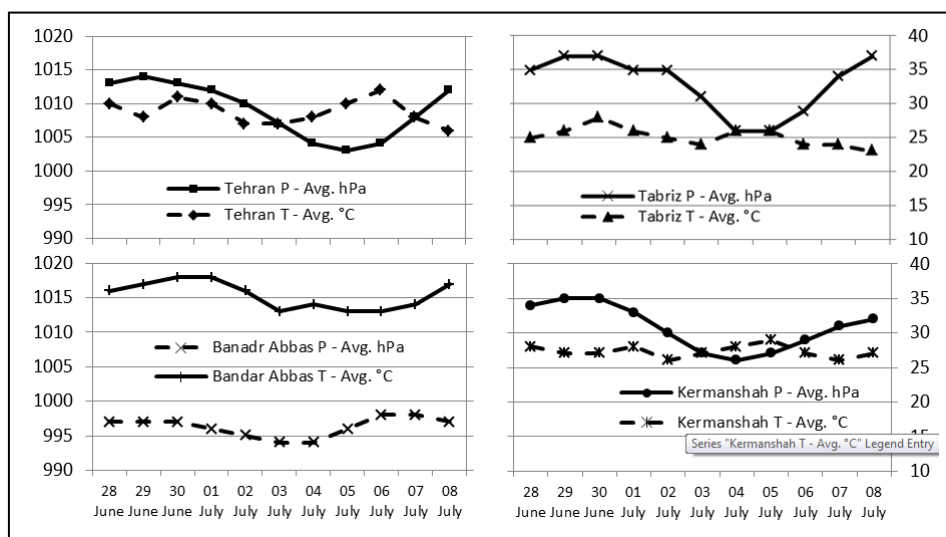 1020
1015
1010
1005
1000
995
990
Tehran P - Avg. hPa
Tehran T - Avg. °C
40
35
30
25
20
15
10
Tabriz P - Avg. hPa
Tabriz T - Avg. °C
1020
1015
1010
1005
1000
995
990
Banadr Abbas P - Avg. hPa
Bandar Abbas T - Avg. °C
28 29 30 01 02 03 04 05 06 07 08
June June June July July July July July July July July
40
35
30
25
20
15
10
Kermanshah P - Avg. hPa
Kermanshah T - Avg. °C
Series "Kermanshah T - Avg. °C" Legend Entry
28 29 30 01 02 03 04 05 06 07 08
June June June July July July July July July July July